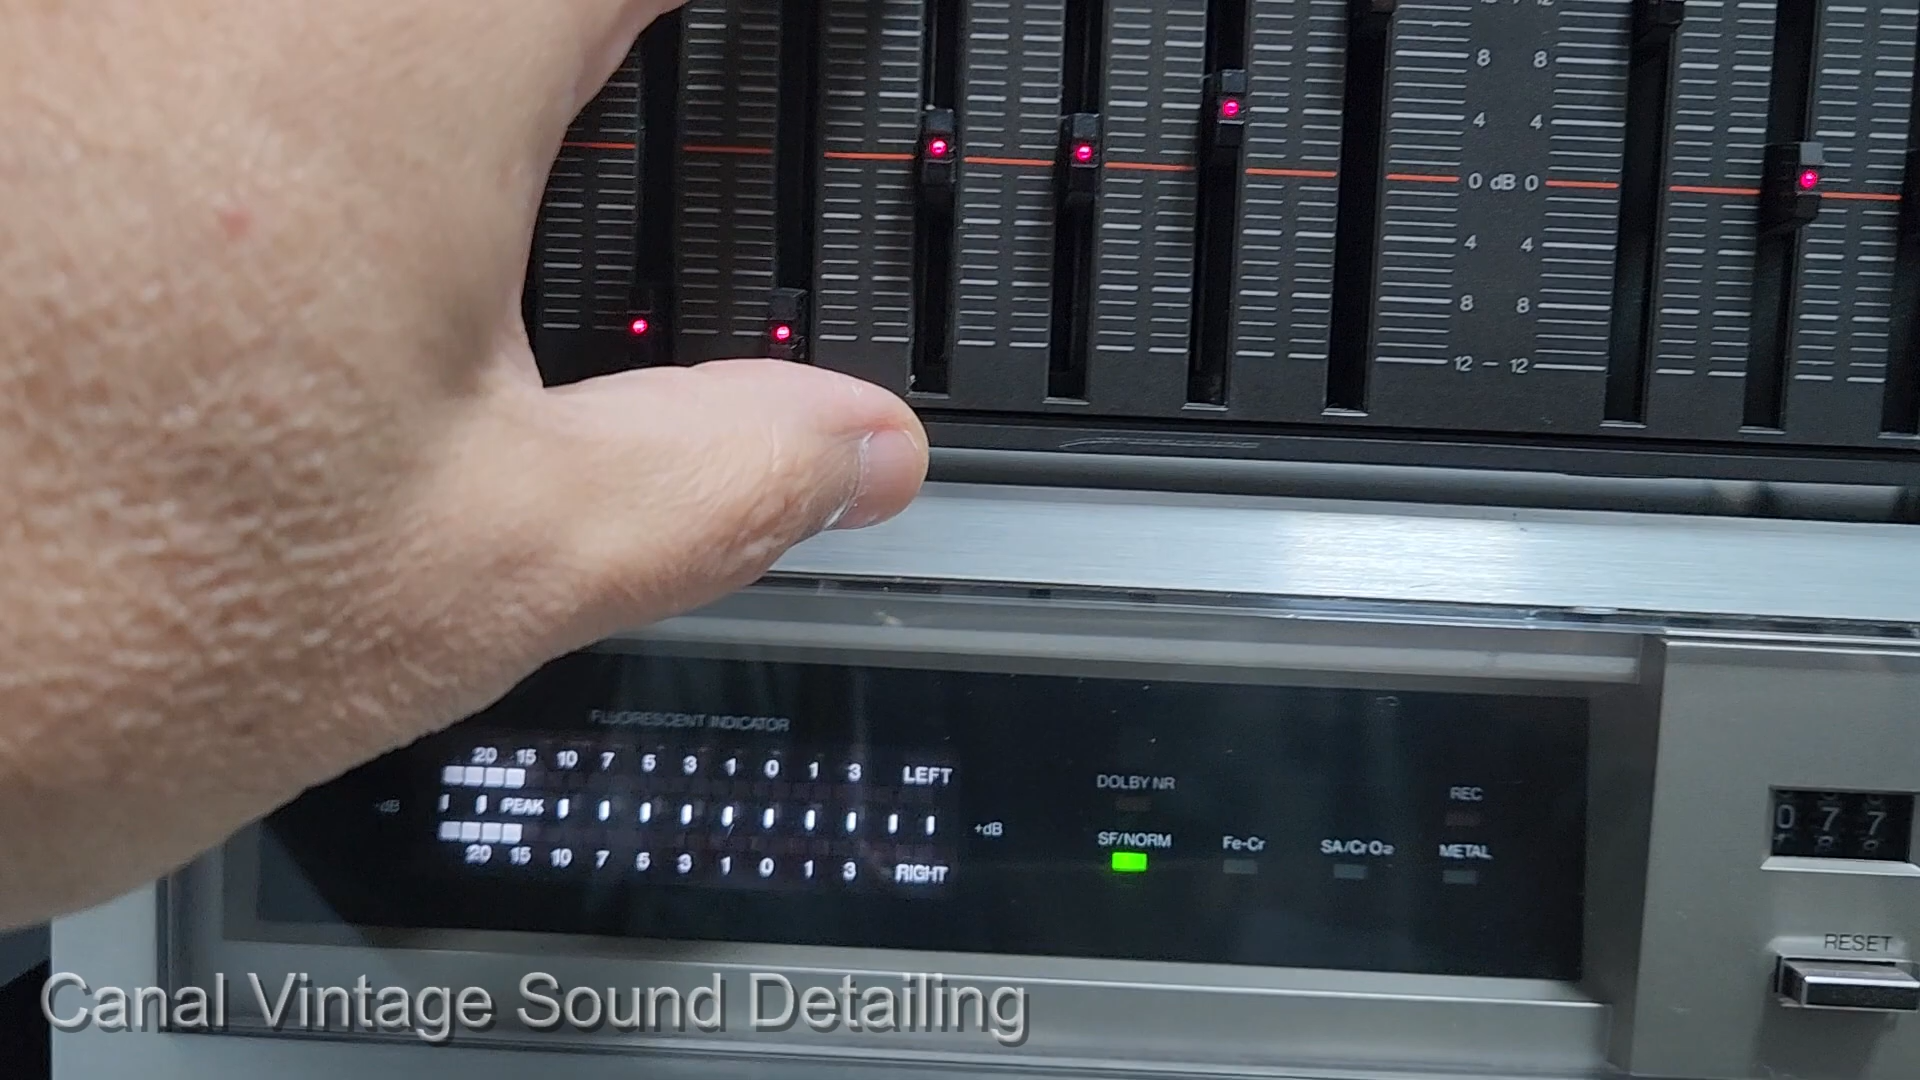 8 8
4 4
0 dB 0
4 4
8 8
12 – 12
FLUORESCENT INDICATOR
20 15 10 7 5 3 1 0 1 3 LEFT
-dB PEAK +dB
20 15 10 7 5 3 1 0 1 3 RIGHT
DOLBY NR
SF/NORM
Fe-Cr
SA/CrO2
REC
METAL
077
RESET
Canal Vintage Sound Detailing